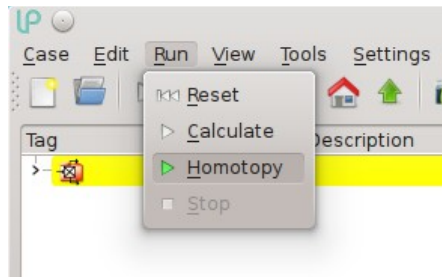 Case Edit Run View Tools Settings
Reset
Calculate
Homotopy
Stop
Tag
Description